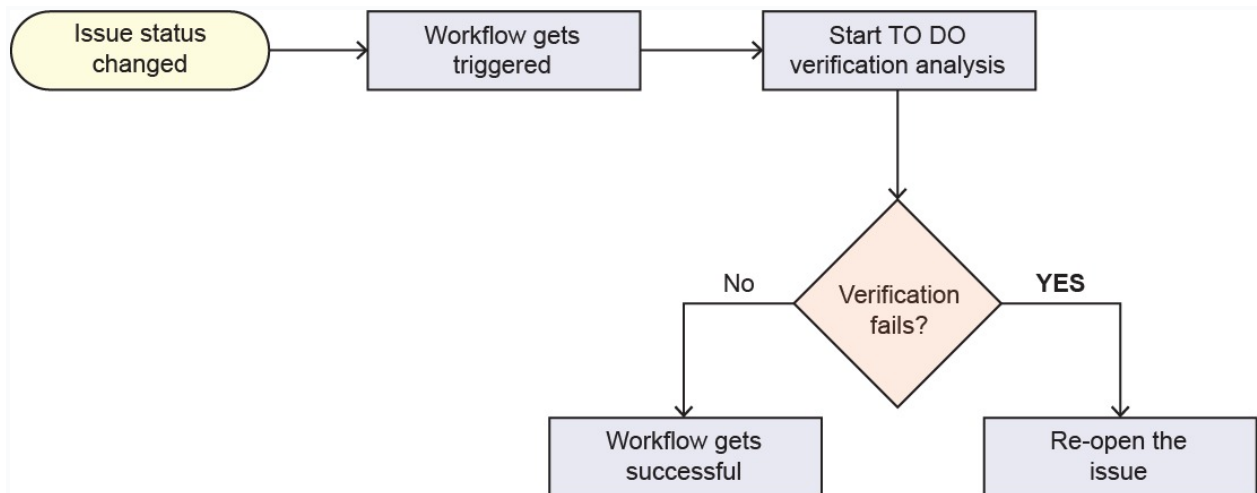 Issue status
changed
Workflow gets
triggered
Start TO DO
verification analysis
No
YES
Verification
fails?
Workflow gets
successful
Re-open the
issue